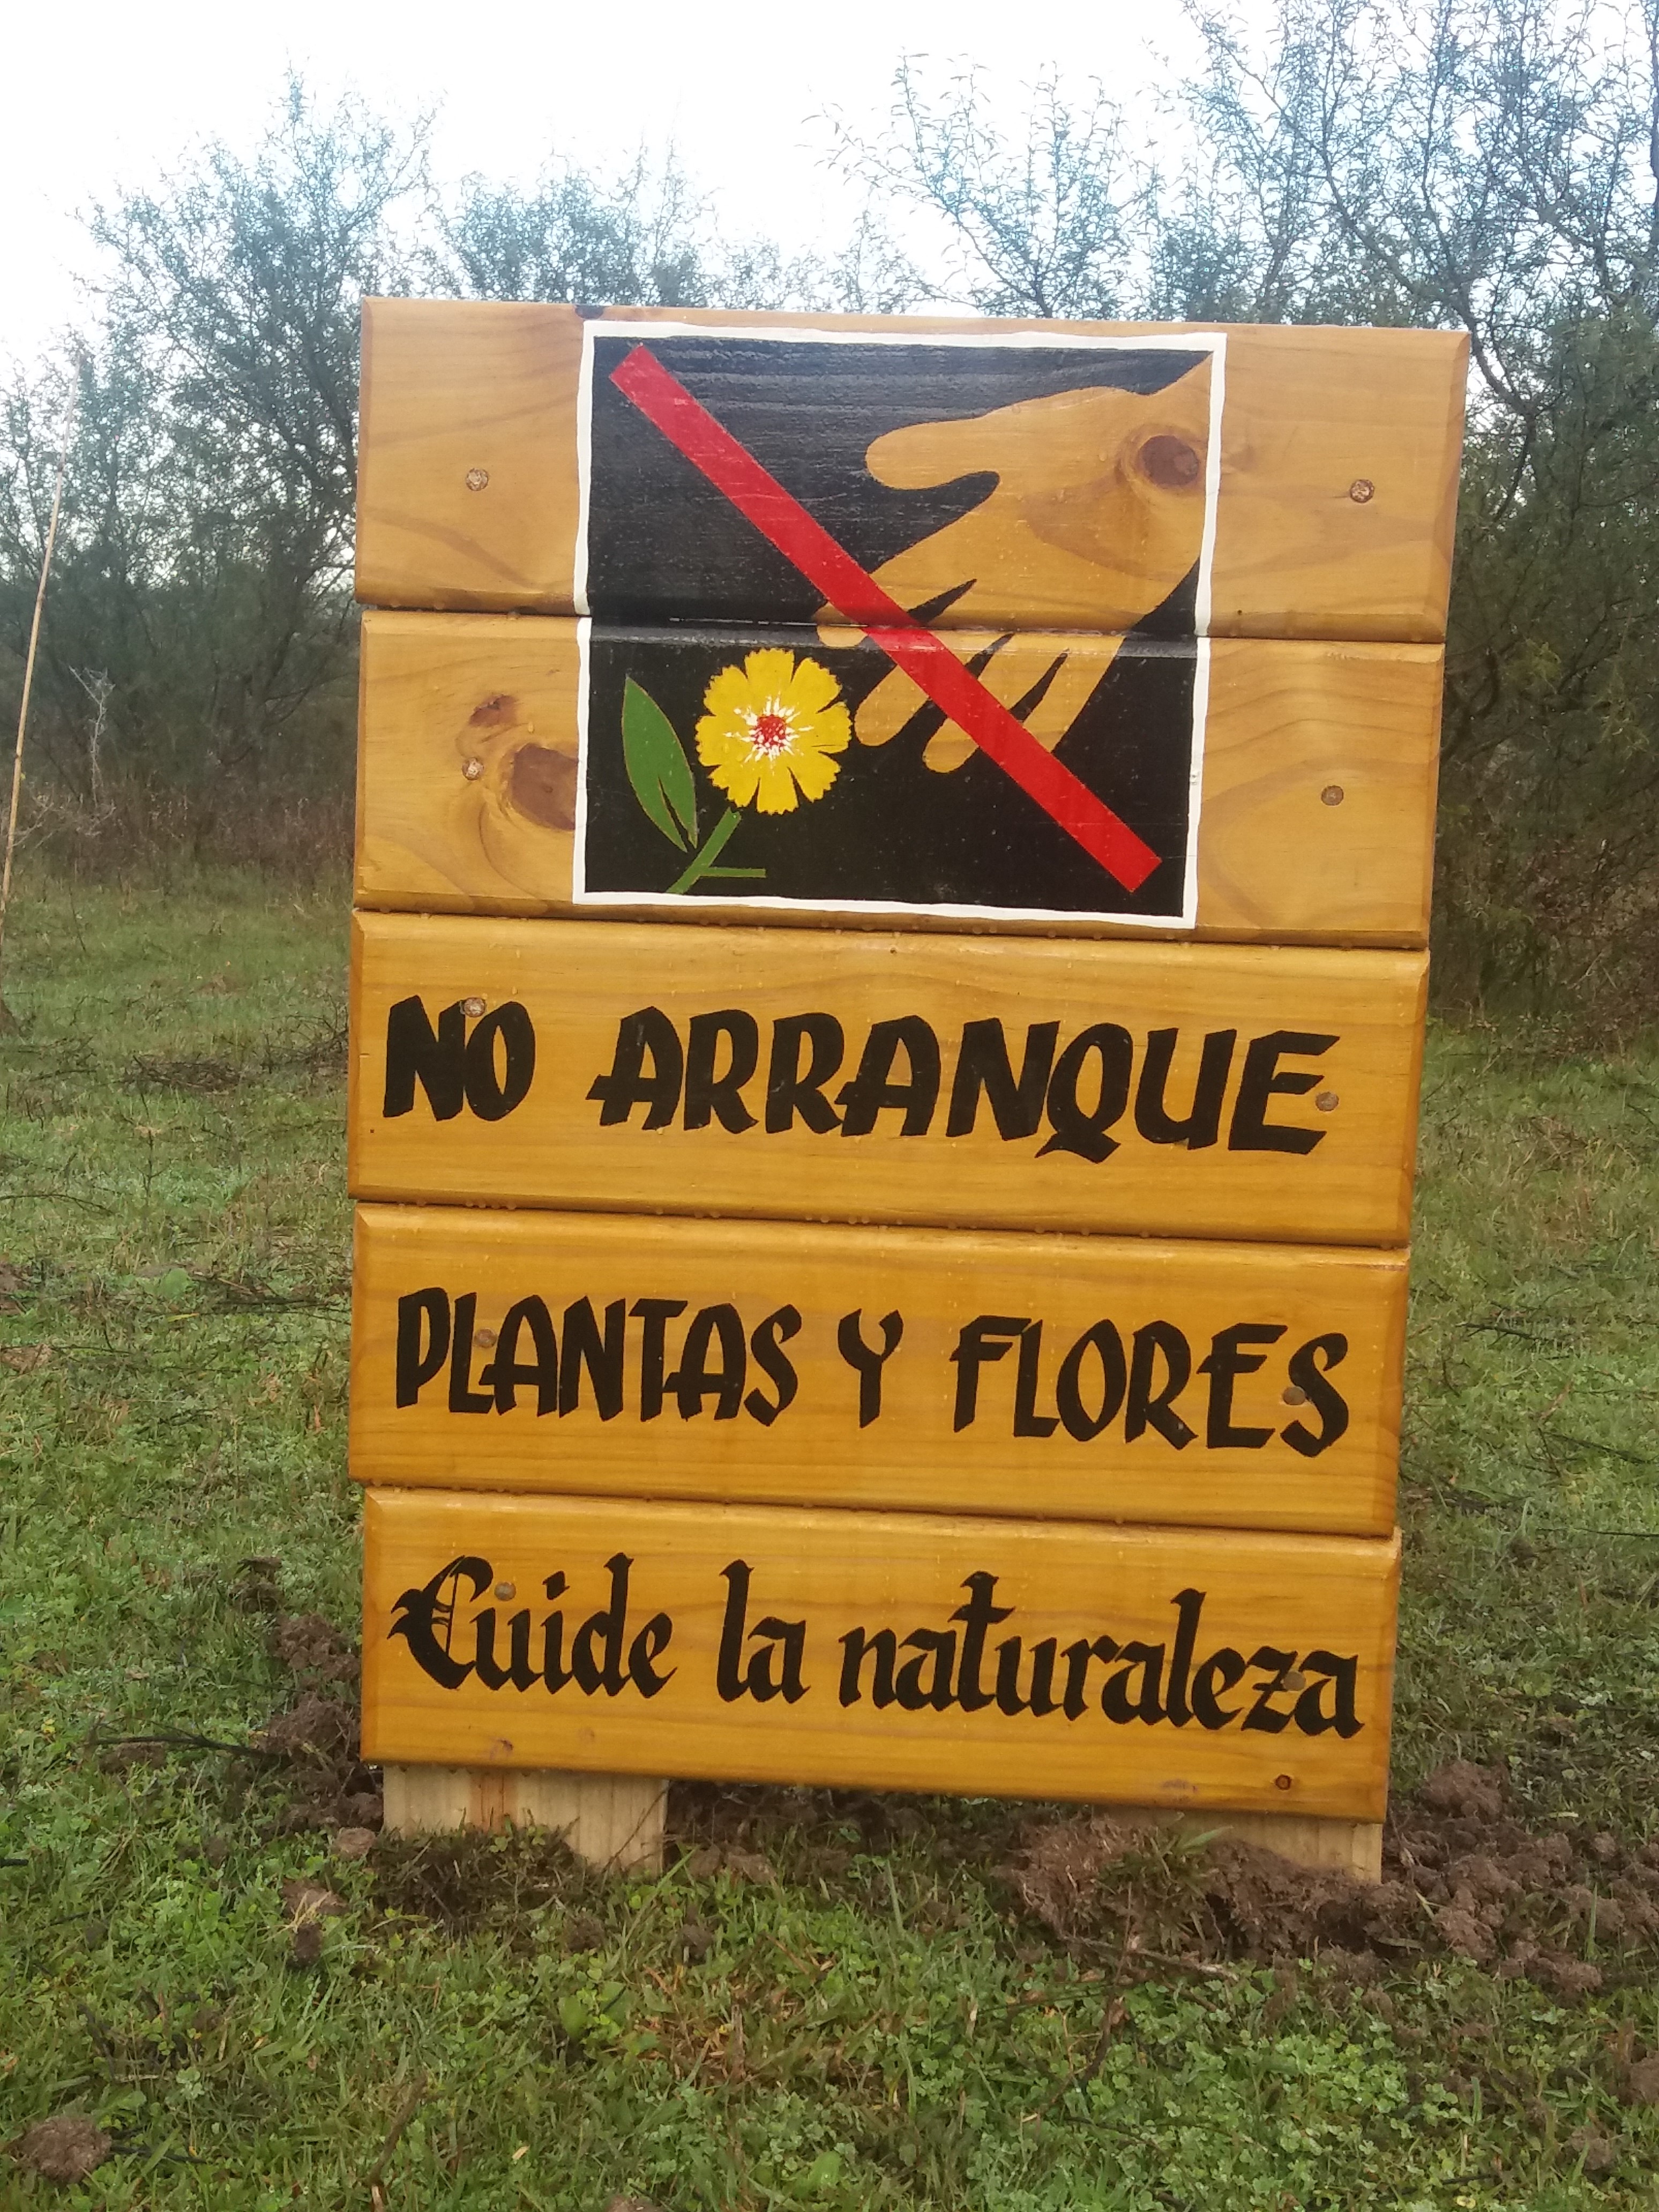 NO ARRANQUE
PLANTAS Y FLORES
Cuide la naturaleza